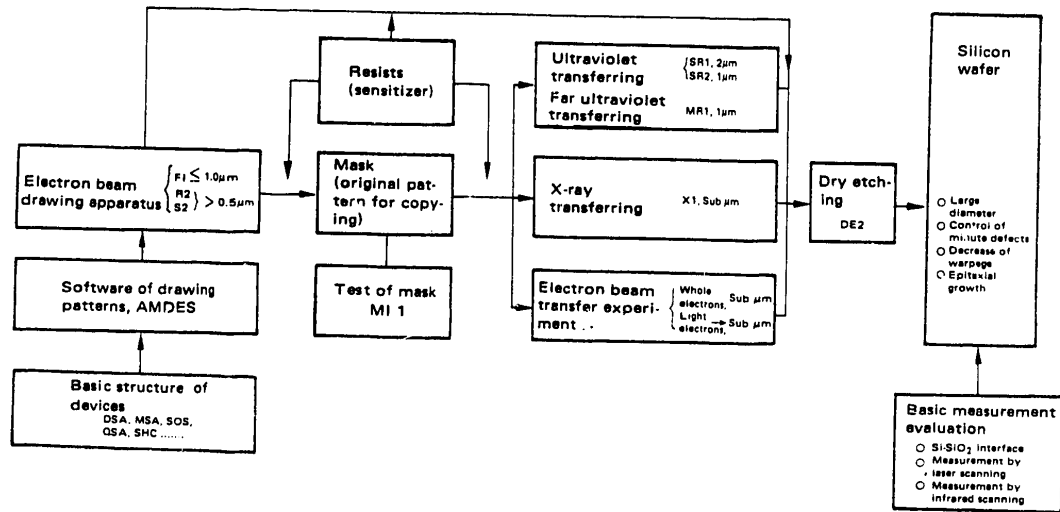 Resists
(sensitizer)
Electron beam
drawing apparatus
F1 ≦ 1.0μm
R2
S2
> 0.5μm
Mask
(original pat-
tern for copy-
ing)
Test of mask
MI 1
Software of drawing
patterns, AMDES
Basic structure of
devices
DSA, MSA, SOS,
QSA, SHC .......
Ultraviolet
transferring
SR1, 2μm
SR2, 1μm
Far ultraviolet
transferring
MR1, 1μm
X-ray
transferring
X1, Sub μm
Electron beam
transfer experi-
ment ..
Whole
electrons, Sub μm
Light
electrons, → Sub μm
Dry etch-
ing
DE2
Silicon
wafer
○ Large
diameter
○ Control of
minute defects
○ Decrease of
warpage
○ Epitaxial
growth
Basic measurement
evaluation
○ Si-SiO₂ interface
○ Measurement by
laser scanning
○ Measurement by
infrared scanning